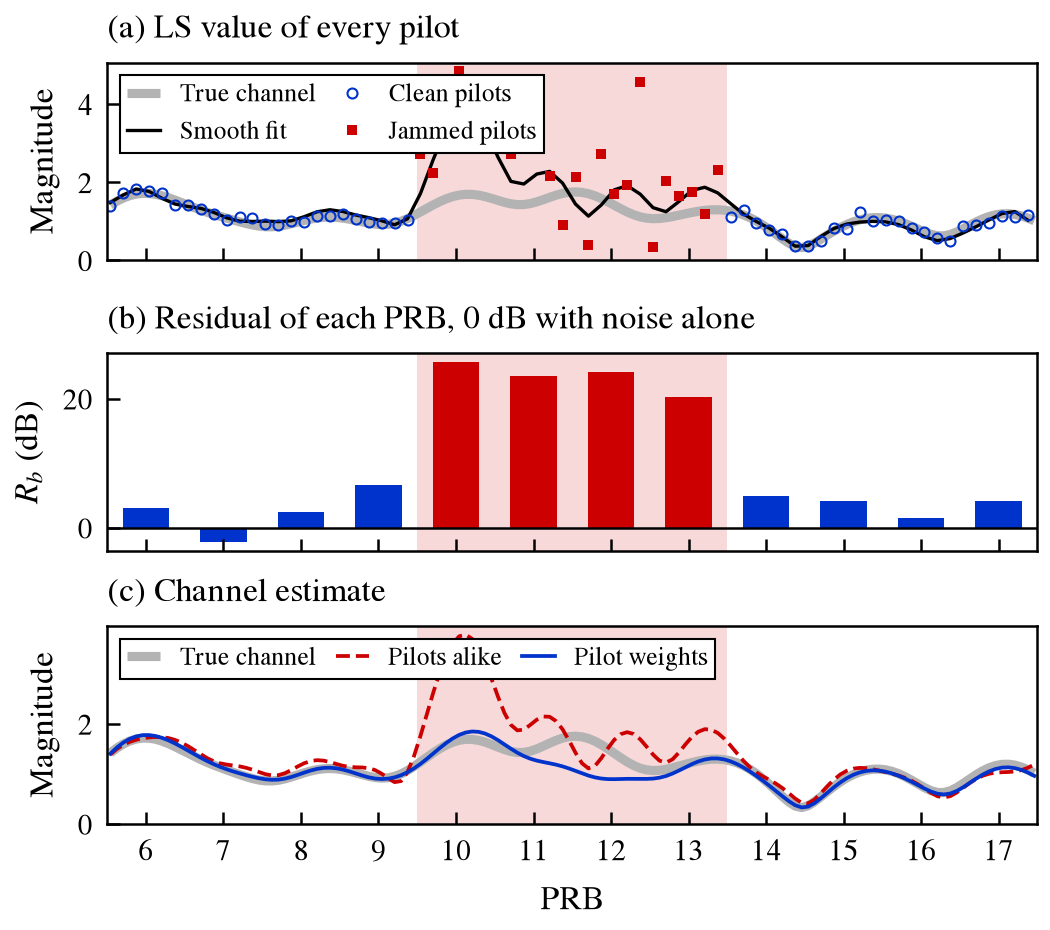 (a) LS value of every pilot
Magnitude
4
2
0
True channel
Smooth fit
Clean pilots
Jammed pilots
(b) Residual of each PRB, 0 dB with noise alone
R_b (dB)
20
0
(c) Channel estimate
Magnitude
2
0
True channel
Pilots alike
Pilot weights
6 7 8 9 10 11 12 13 14 15 16 17
PRB